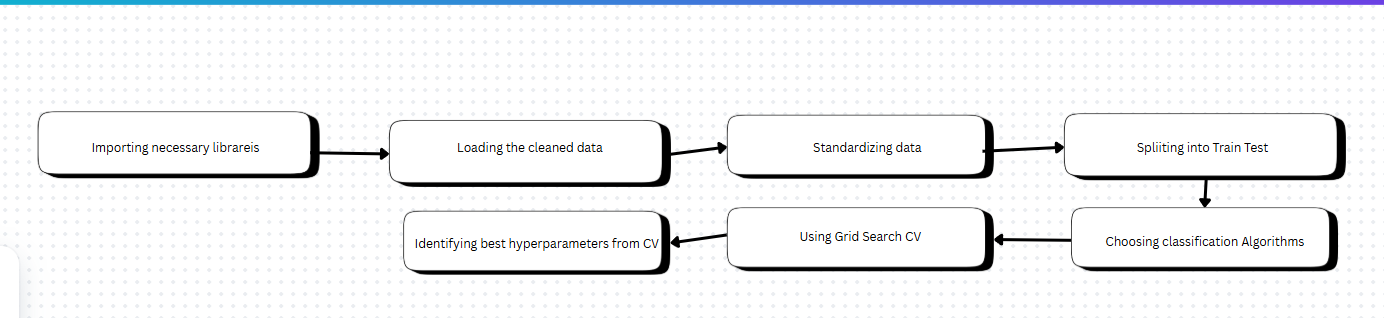 Importing necessary librareis
Loading the cleaned data
Standardizing data
Spliiting into Train Test
Choosing classification Algorithms
Using Grid Search CV
Identifying best hyperparameters from CV